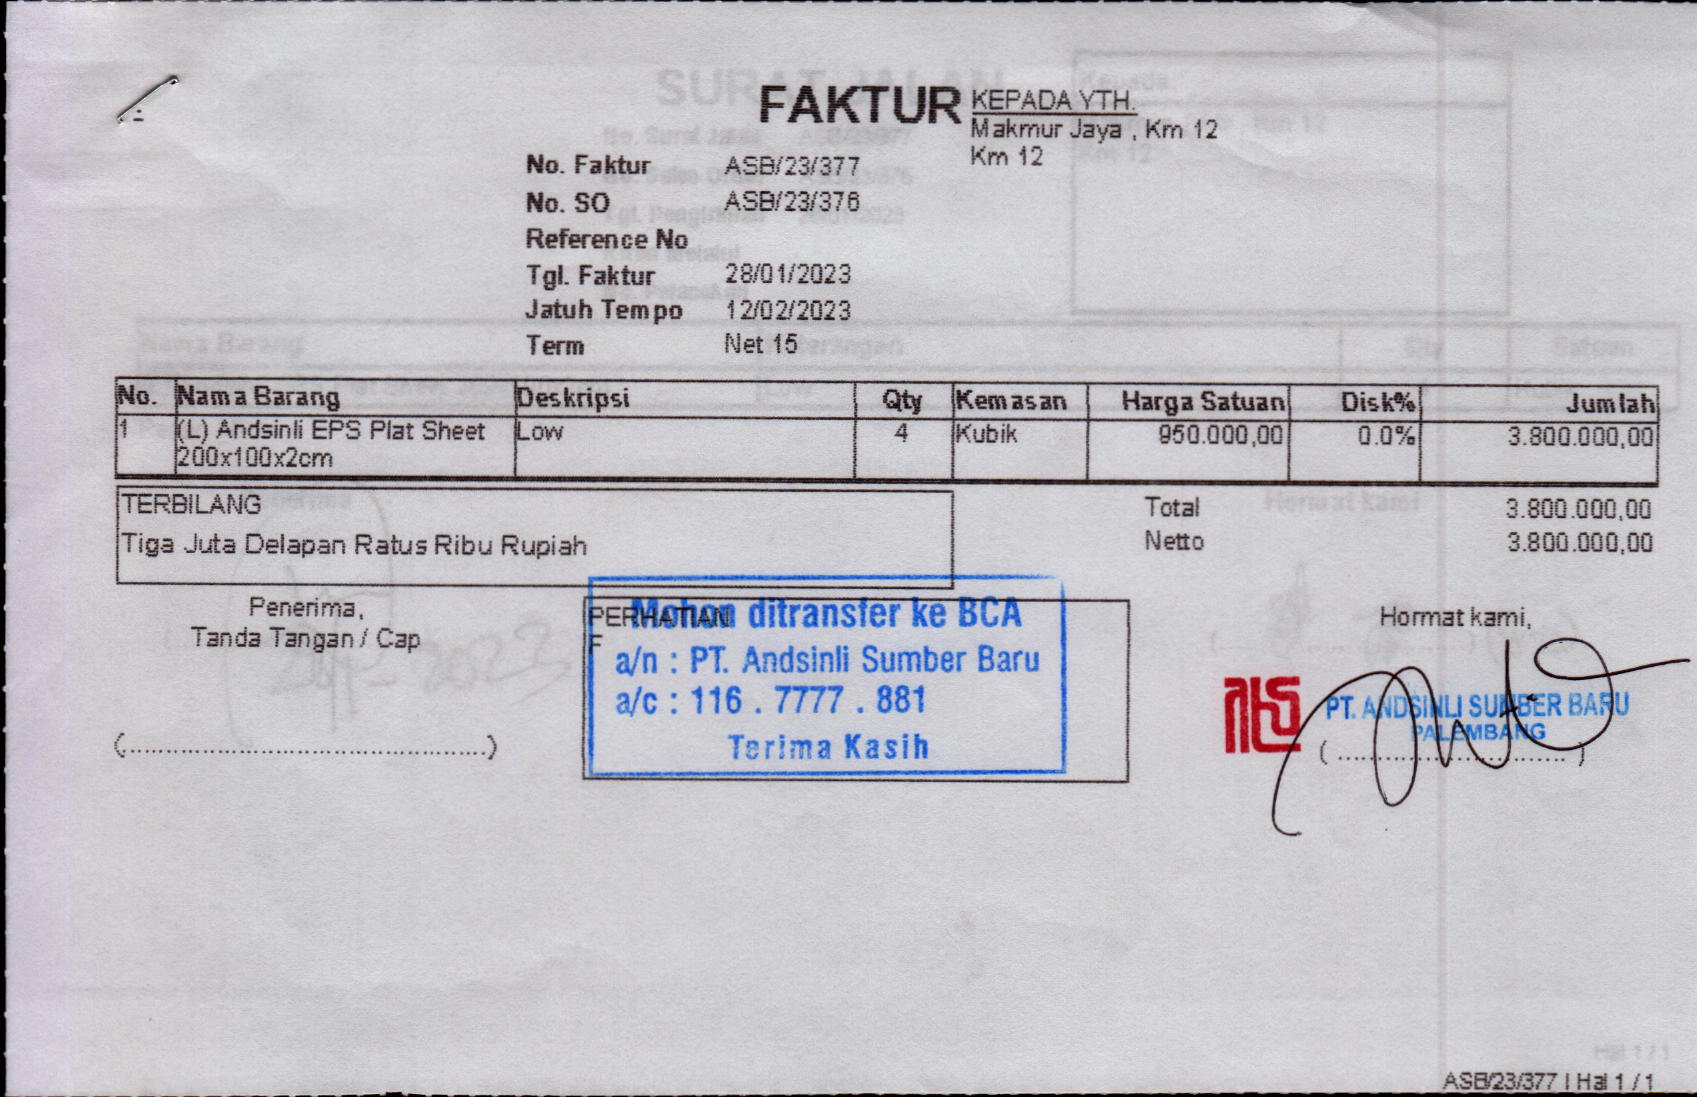 FAKTUR
KEPADA YTH.
Makmur Jaya , Km 12
Km 12
No. Faktur ASB/23/377
No. SO ASB/23/376
Reference No
Tgl. Faktur 28/01/2023
Jatuh Tempo 12/02/2023
Term Net 15
No. Nama Barang Deskripsi Qty Kemasan Harga Satuan Disk% Jumlah
1 (L) Andsinli EPS Plat Sheet Low 4 Kubik 950.000,00 0.0% 3.800.000,00
200x100x2cm
TERBILANG
Tiga Juta Delapan Ratus Ribu Rupiah
Total 3.800.000,00
Netto 3.800.000,00
Penerima,
Tanda Tangan / Cap
(................................................)
PERHATIAN
F
Mohon ditransfer ke BCA
a/n : PT. Andsinli Sumber Baru
a/c : 116 . 7777 . 881
Terima Kasih
Hormat kami,
PT. ANDSINLI SUMBER BARU
PALEMBANG
(..............................)
ASB/23/377 | Hal 1 / 1